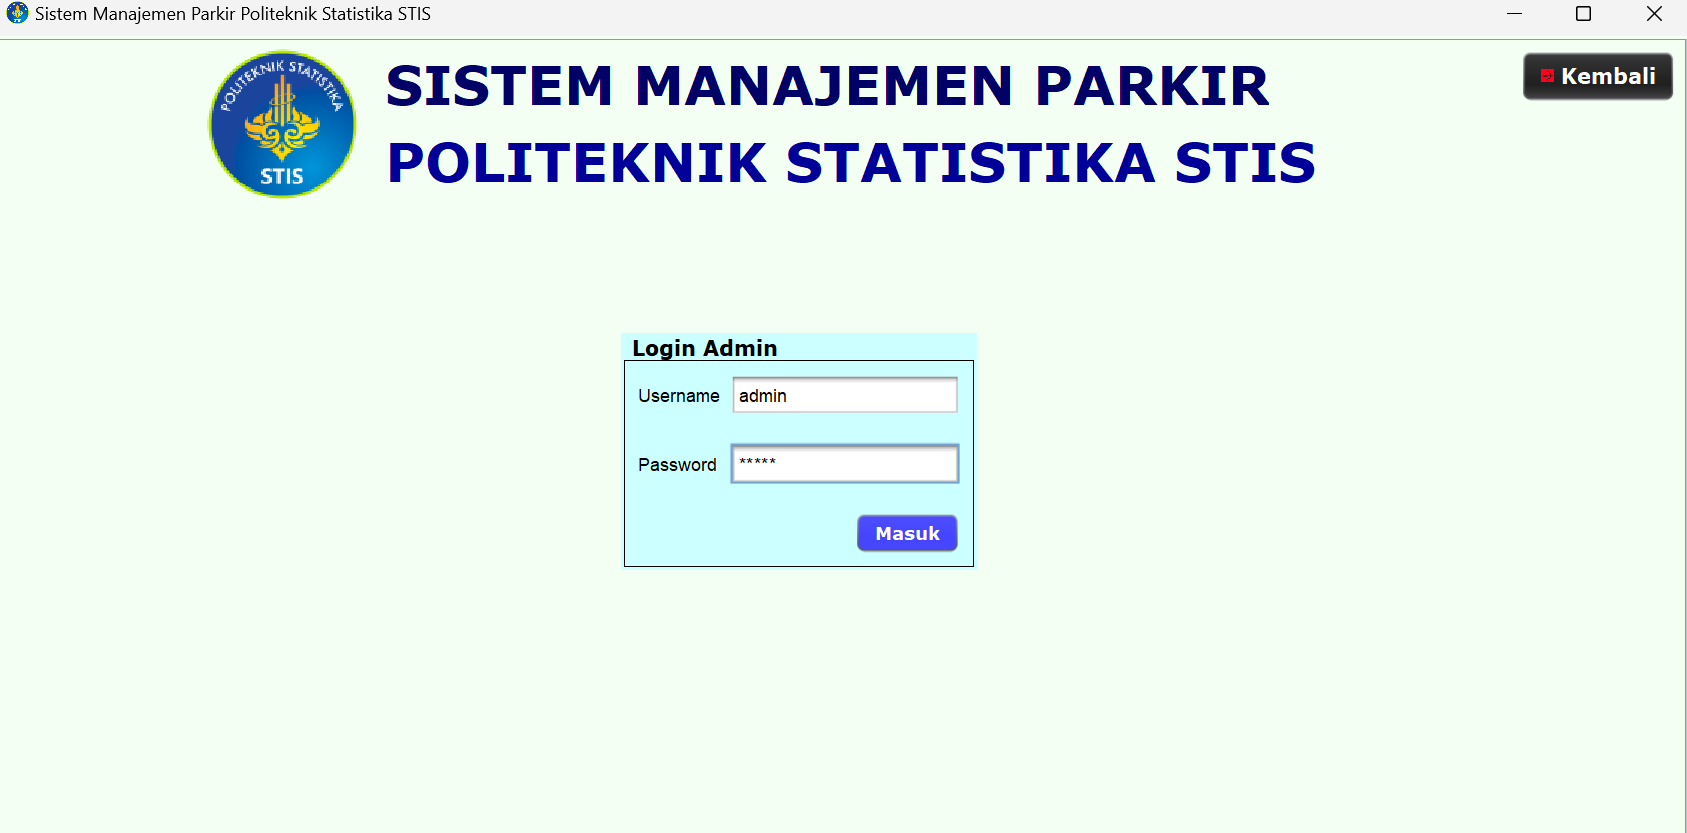 Sistem Manajemen Parkir Politeknik Statistika STIS
POLITEKNIK STATISTIKA
STIS
SISTEM MANAJEMEN PARKIR
POLITEKNIK STATISTIKA STIS
Kembali
Login Admin
Username admin
Password *****
Masuk